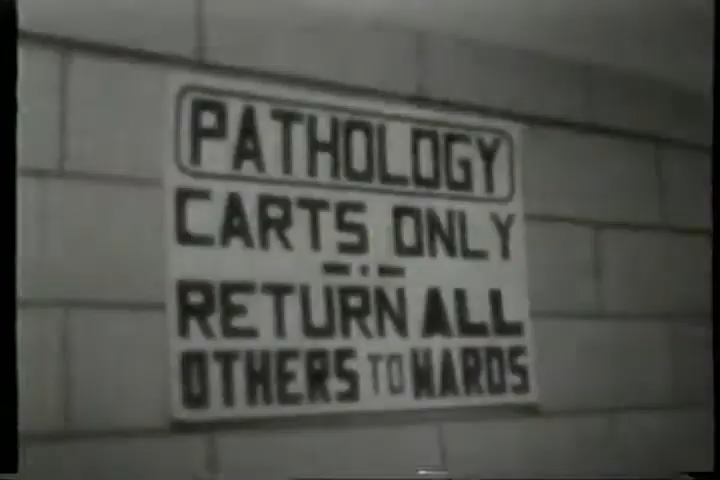 PATHOLOGY
CARTS ONLY
RETURN ALL
OTHERS TO WARDS